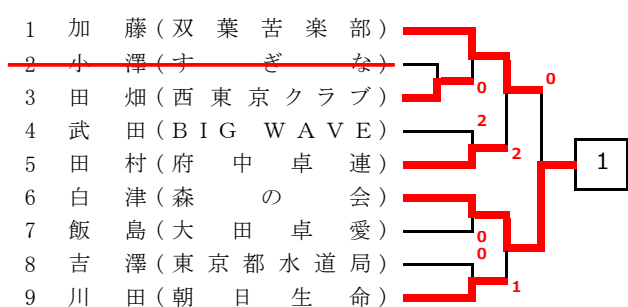 1 加 藤 ( 双 葉 苦 楽 部 )
2 小 澤 ( す ぎ な )
3 田 畑 ( 西 東 京 ク ラ ブ )
4 武 田 ( B I G W A V E )
5 田 村 ( 府 中 卓 連 )
6 白 津 ( 森 の 会 )
7 飯 島 ( 大 田 卓 愛 )
8 吉 澤 ( 東 京 都 水 道 局 )
9 川 田 ( 朝 日 生 命 )
0
0
2
2
0
0
1
1